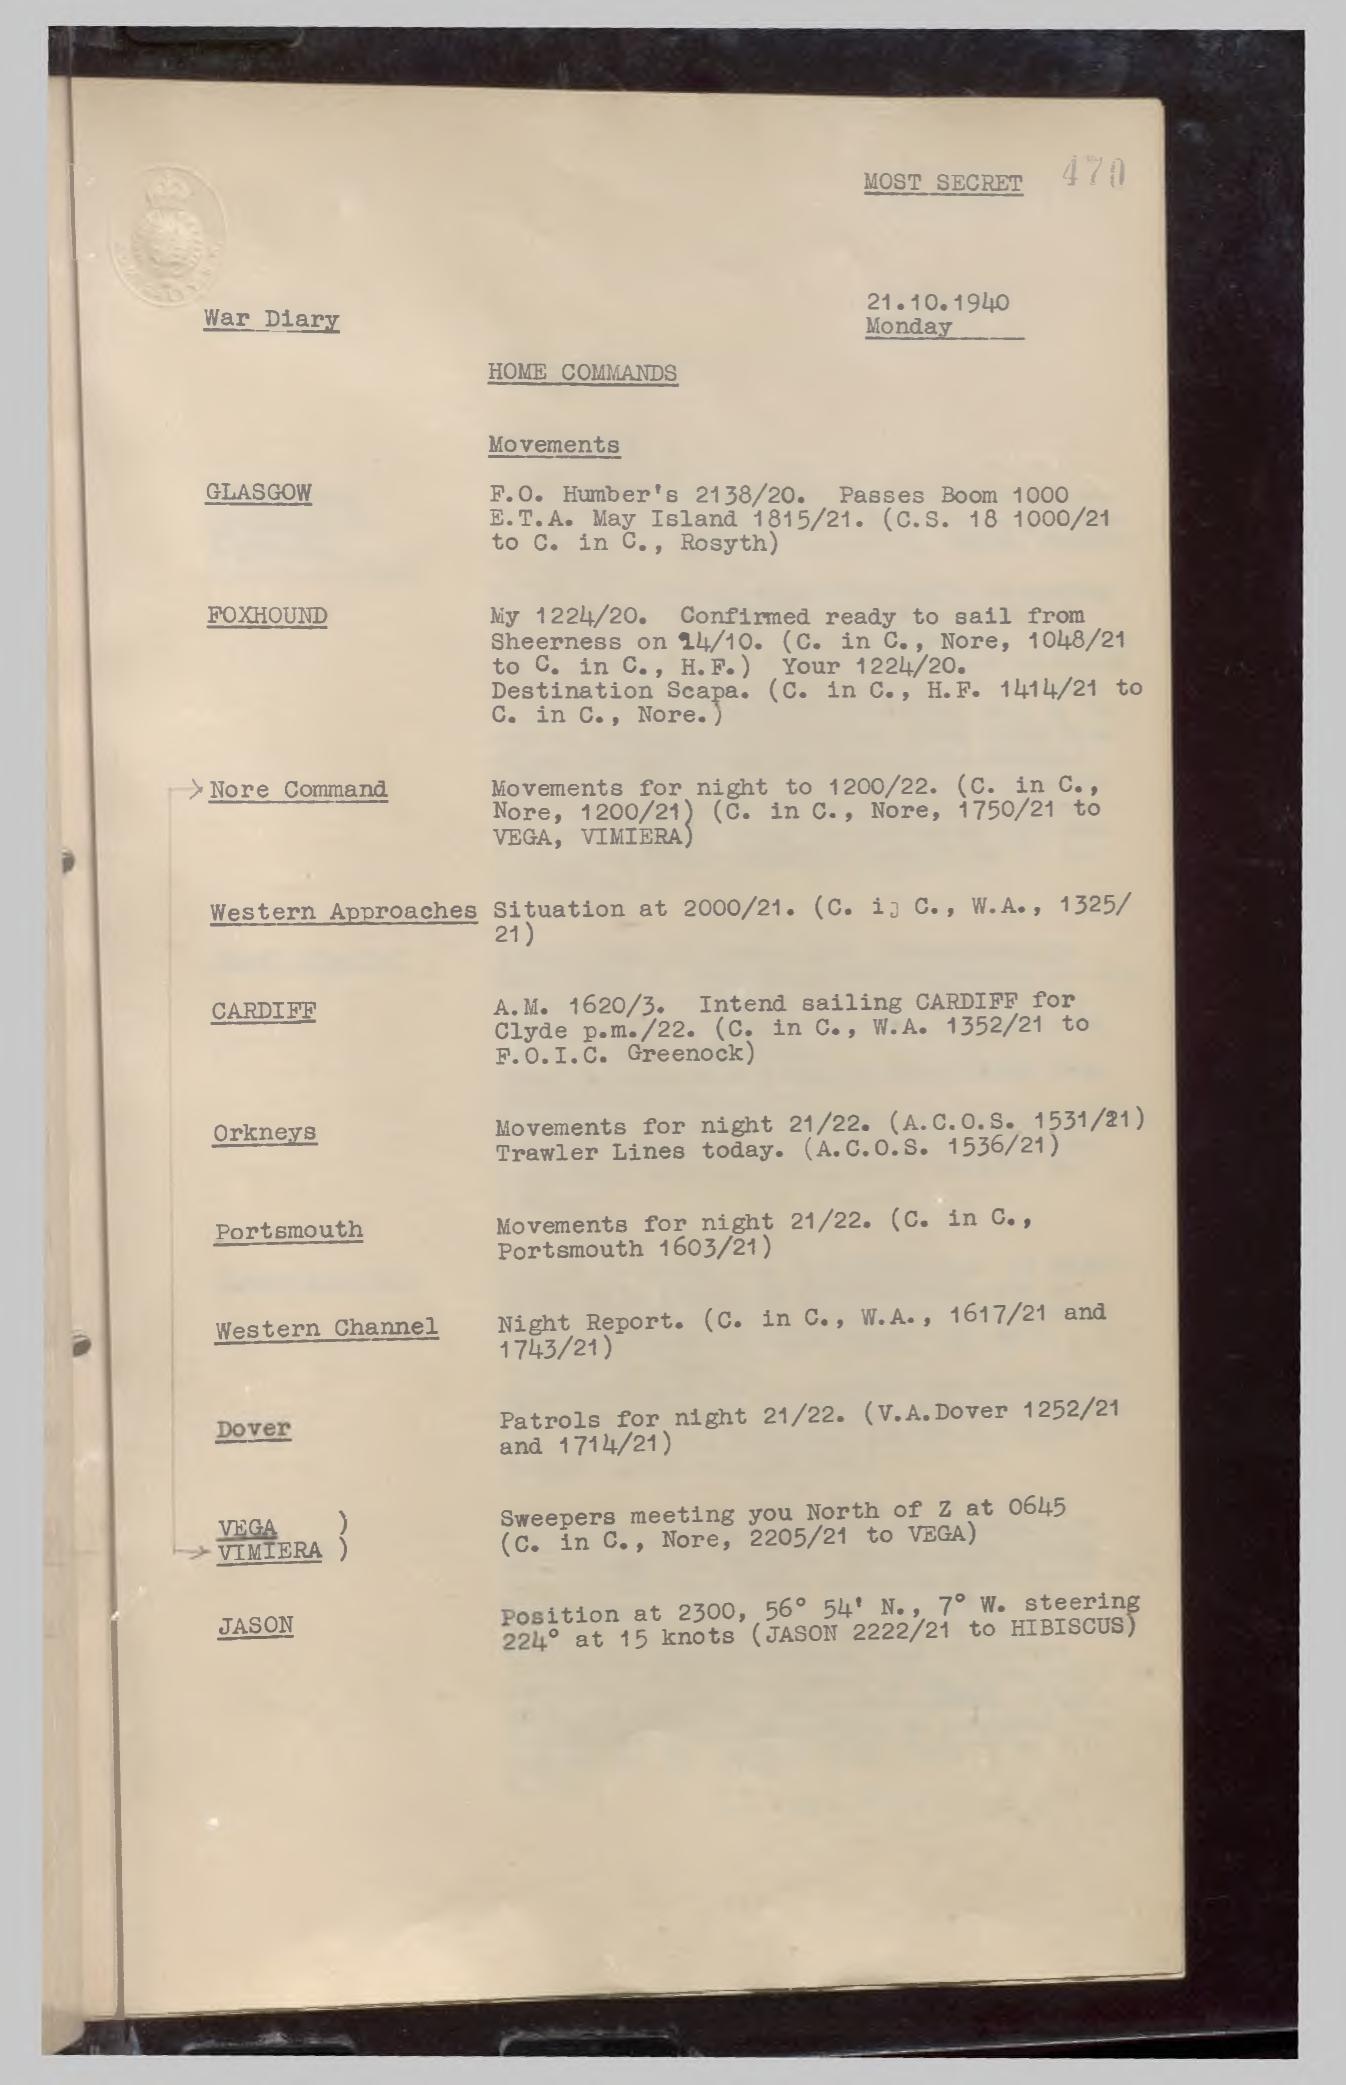 MOST SECRET 470
21.10.1940
War Diary Monday
HOME COMMANDS
Movements
GLASGOW F.O. Humber's 2138/20. Passes Boom 1000
E.T.A. May Island 1815/21. (C.S. 18 1000/21
to C. in C., Rosyth)
FOXHOUND My 1224/20. Confirmed ready to sail from
Sheerness on 24/10. (C. in C., Nore, 1048/21
to C. in C., H.F.) Your 1224/20.
Destination Scapa. (C. in C., H.F. 1414/21 to
C. in C., Nore.)
Nore Command Movements for night to 1200/22. (C. in C.,
Nore, 1200/21) (C. in C., Nore, 1750/21 to
VEGA, VIMIERA)
Western Approaches Situation at 2000/21. (C. in C., W.A., 1325/
21)
CARDIFF A.M. 1620/3. Intend sailing CARDIFF for
Clyde p.m./22. (C. in C., W.A. 1352/21 to
F.O.I.C. Greenock)
Orkneys Movements for night 21/22. (A.C.O.S. 1531/21)
Trawler Lines today. (A.C.O.S. 1536/21)
Portsmouth Movements for night 21/22. (C. in C.,
Portsmouth 1603/21)
Western Channel Night Report. (C. in C., W.A., 1617/21 and
1743/21)
Dover Patrols for night 21/22. (V.A.Dover 1252/21
and 1714/21)
VEGA ) Sweepers meeting you North of Z at 0645
VIMIERA ) (C. in C., Nore, 2205/21 to VEGA)
JASON Position at 2300, 56° 54' N., 7° W. steering
224° at 15 knots (JASON 2222/21 to HIBISCUS)